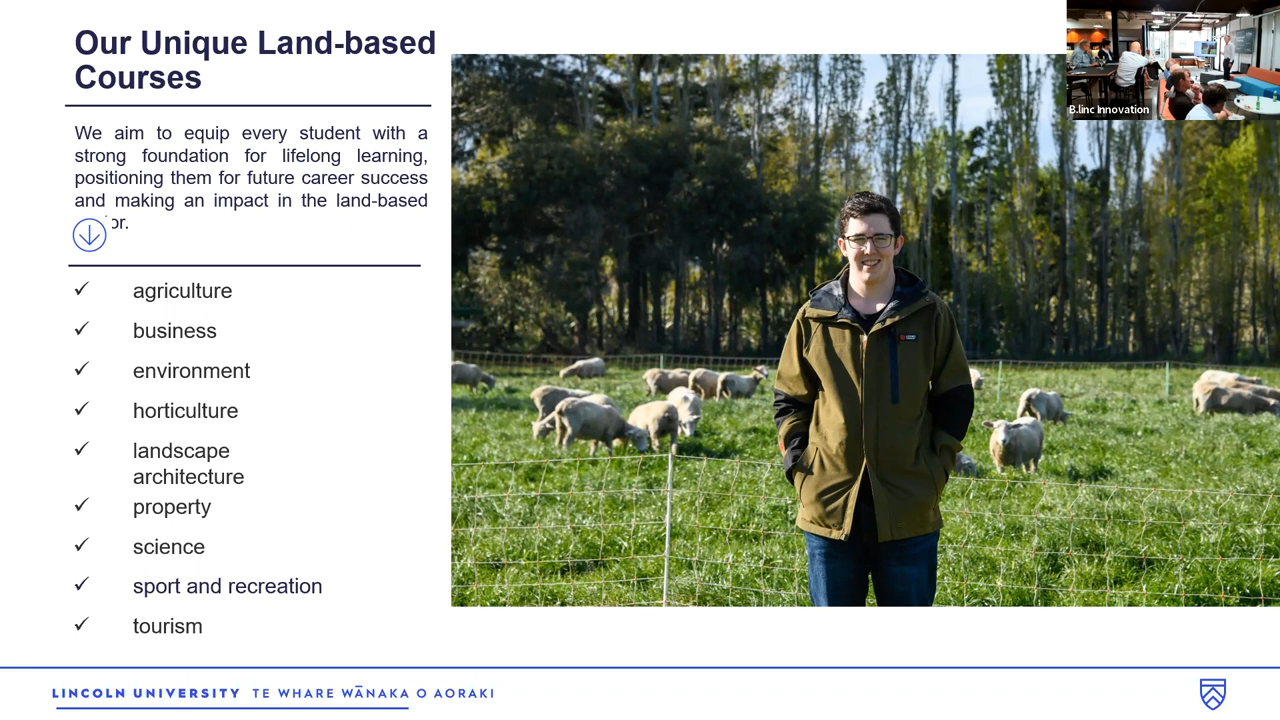 Our Unique Land-based
Courses
We aim to equip every student with a
strong foundation for lifelong learning,
positioning them for future career success
and making an impact in the land-based
or.
agriculture
business
environment
horticulture
landscape
architecture
property
science
sport and recreation
tourism
LINCOLN UNIVERSITY TE WHARE WĀNAKA O AORAKI
B.linc Innovation